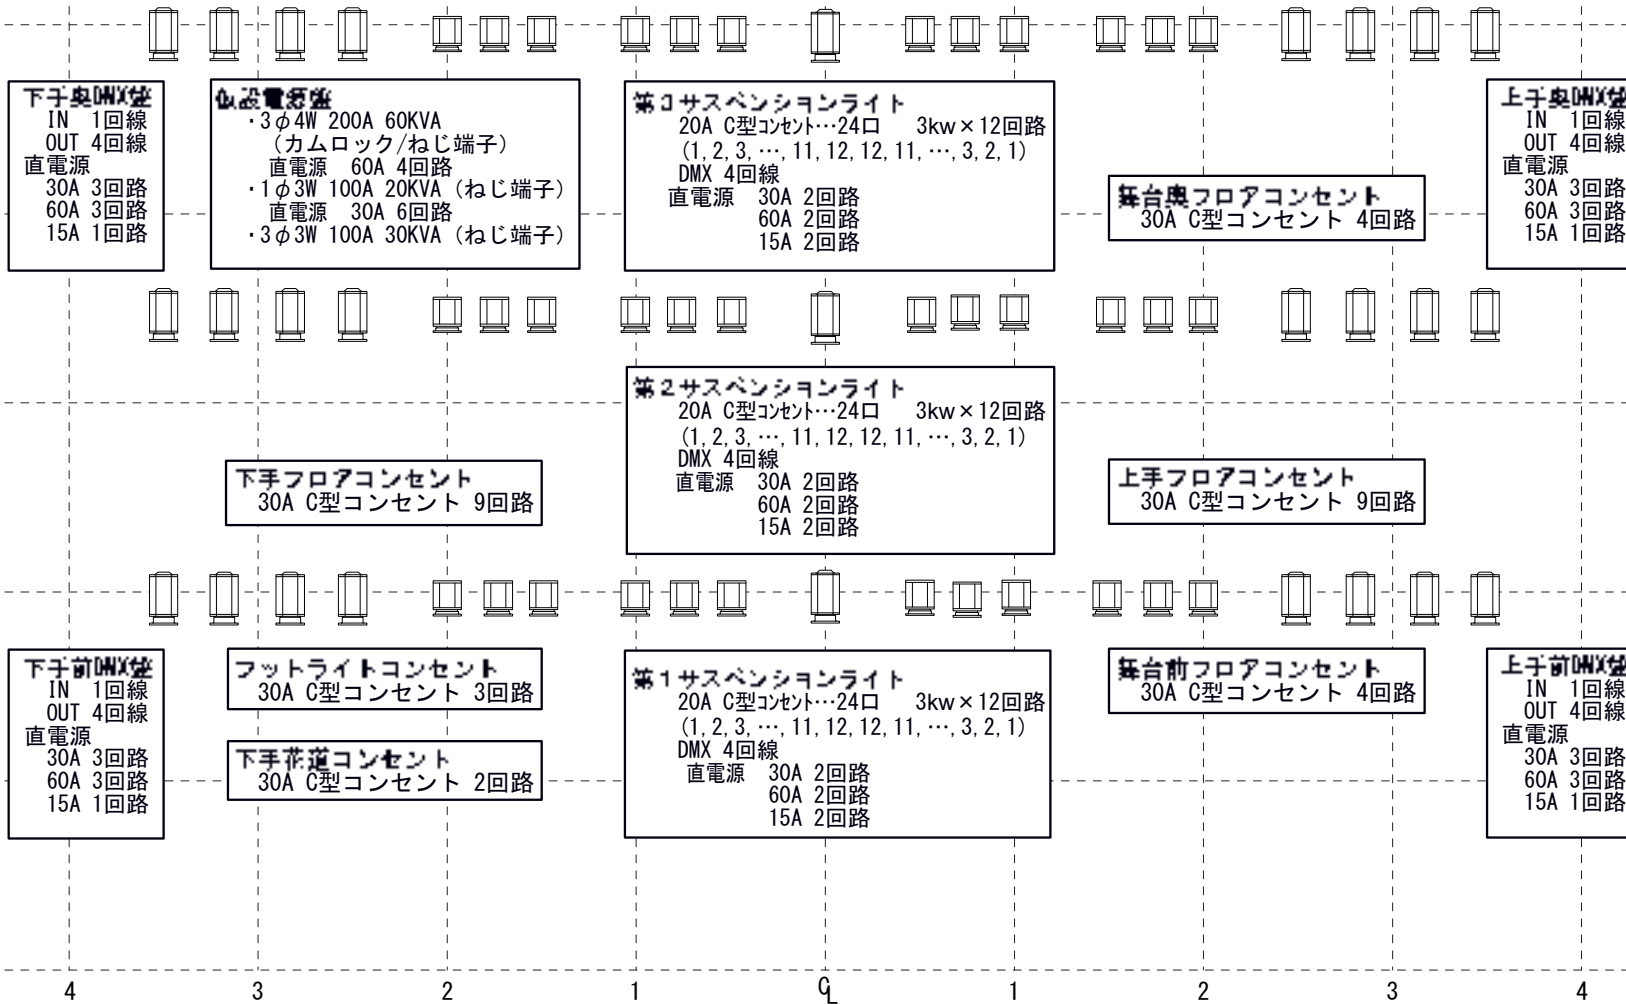 下手奥DMX盤
IN 1回線
OUT 4回線
直電源
30A 3回路
60A 3回路
15A 1回路
仮設電源盤
・3φ4W 200A 60KVA
(カムロック/ねじ端子)
直電源 60A 4回路
・1φ3W 100A 20KVA (ねじ端子)
直電源 30A 6回路
・3φ3W 100A 30KVA (ねじ端子)
第3サスペンションライト
20A C型コンセント…24口 3kw×12回路
(1,2,3,…,11,12,12,11,…,3,2,1)
DMX 4回線
直電源 30A 2回路
60A 2回路
15A 2回路
舞台奥フロアコンセント
30A C型コンセント 4回路
上手奥DMX盤
IN 1回線
OUT 4回線
直電源
30A 3回路
60A 3回路
15A 1回路
第2サスペンションライト
20A C型コンセント…24口 3kw×12回路
(1,2,3,…,11,12,12,11,…,3,2,1)
DMX 4回線
直電源 30A 2回路
60A 2回路
15A 2回路
下手フロアコンセント
30A C型コンセント 9回路
上手フロアコンセント
30A C型コンセント 9回路
下手前DMX盤
IN 1回線
OUT 4回線
直電源
30A 3回路
60A 3回路
15A 1回路
フットライトコンセント
30A C型コンセント 3回路
下手花道コンセント
30A C型コンセント 2回路
第1サスペンションライト
20A C型コンセント…24口 3kw×12回路
(1,2,3,…,11,12,12,11,…,3,2,1)
DMX 4回線
直電源 30A 2回路
60A 2回路
15A 2回路
舞台前フロアコンセント
30A C型コンセント 4回路
上手前DMX盤
IN 1回線
OUT 4回線
直電源
30A 3回路
60A 3回路
15A 1回路
4 3 2 1 CL 1 2 3 4